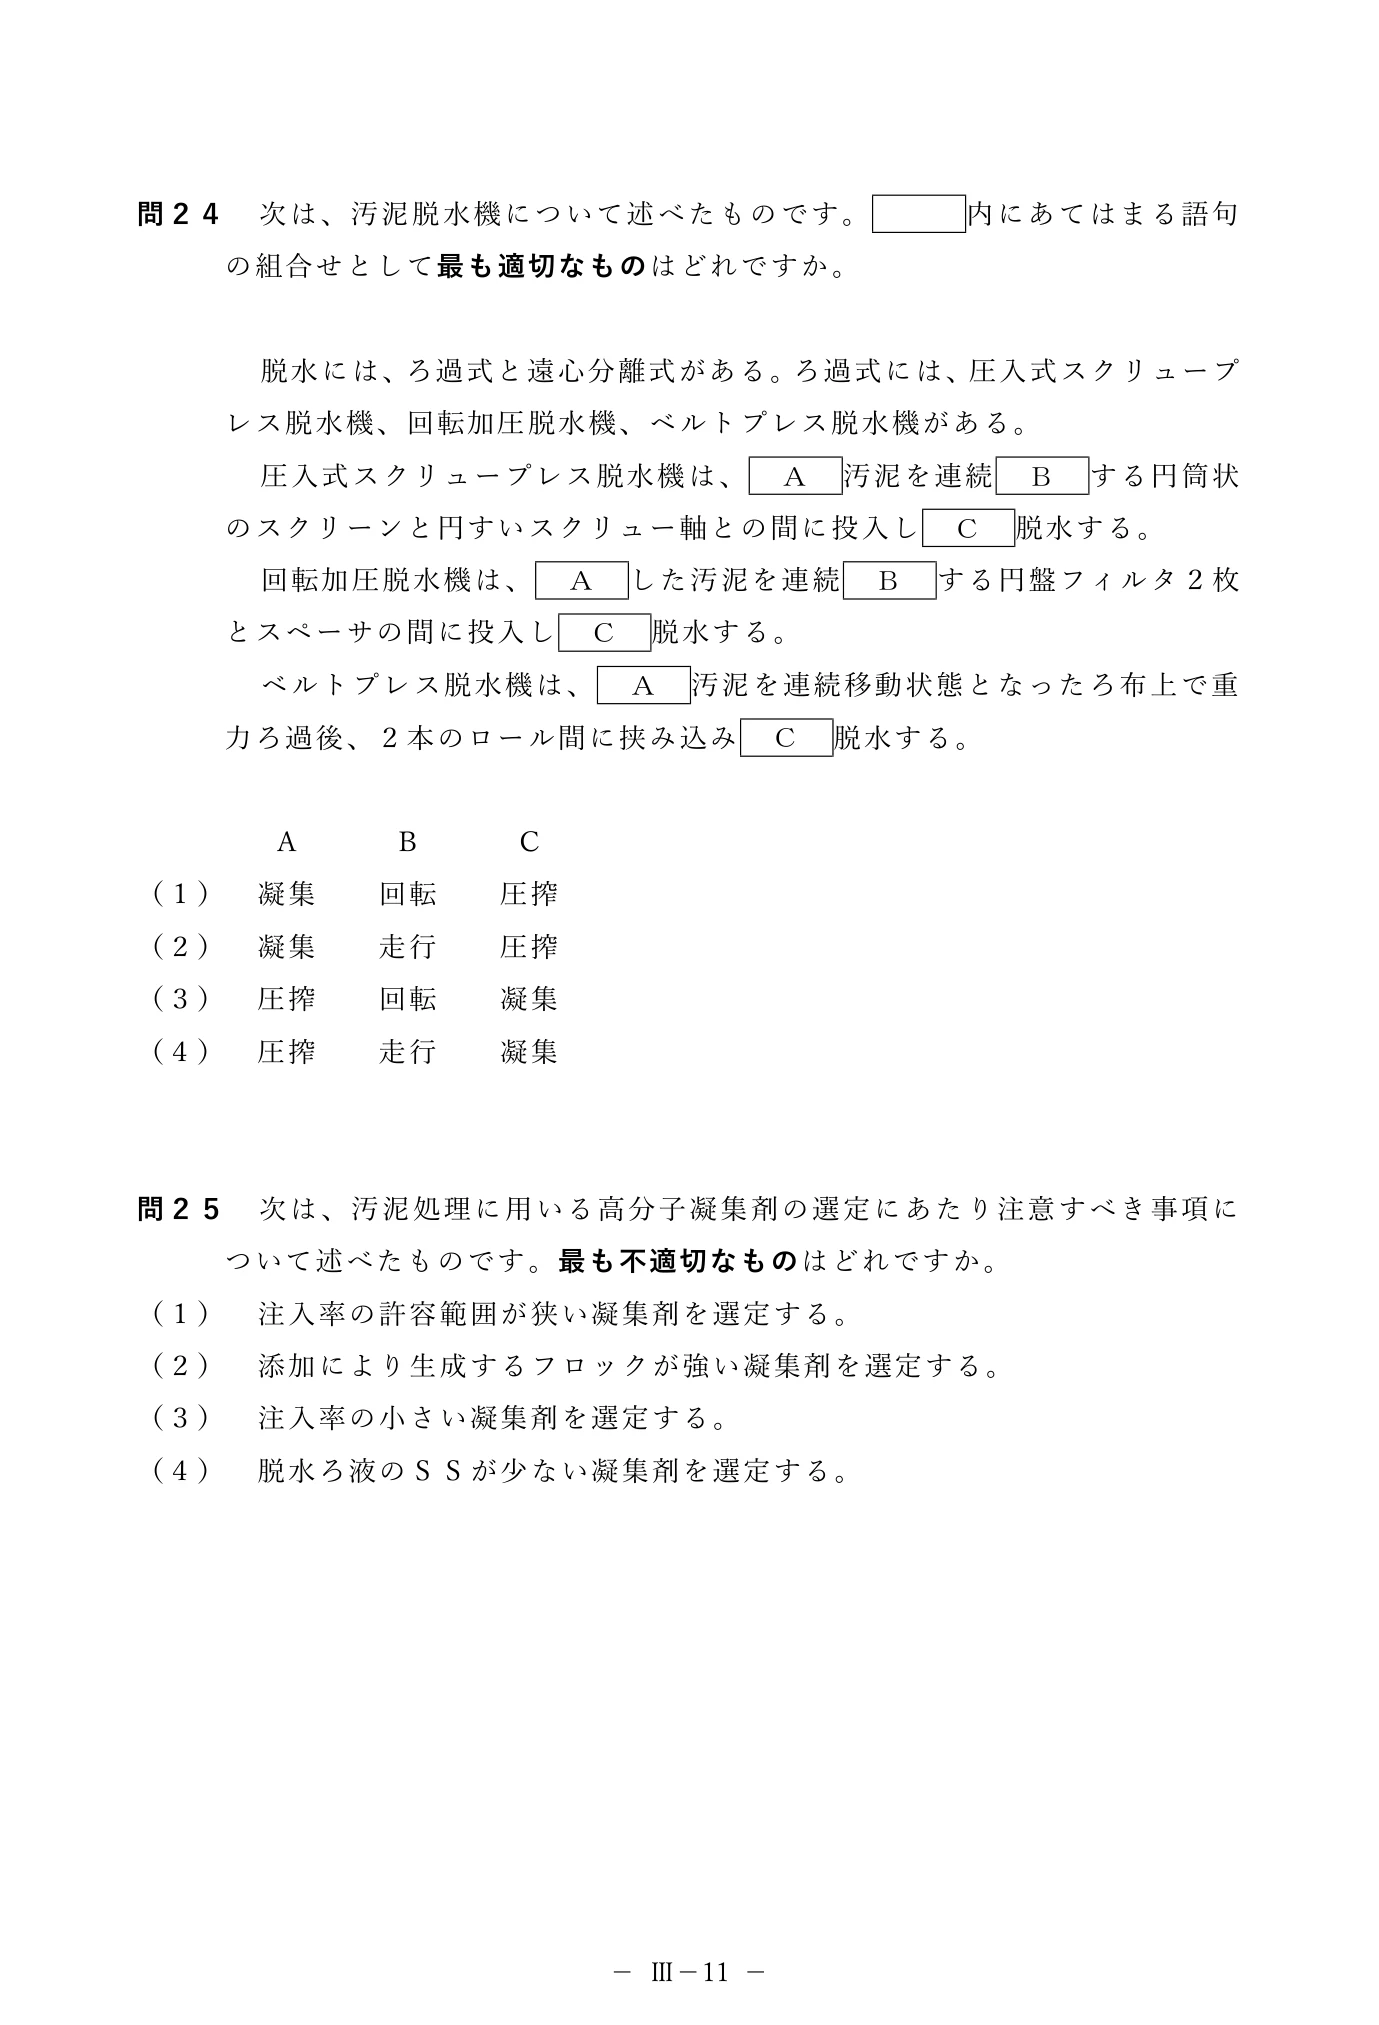 問２４　次は、汚泥脱水機について述べたものです。　　　内にあてはまる語句
の組合せとして最も適切なものはどれですか。
脱水には、ろ過式と遠心分離式がある。ろ過式には、圧入式スクリュープ
レス脱水機、回転加圧脱水機、ベルトプレス脱水機がある。
圧入式スクリュープレス脱水機は、　A　汚泥を連続　B　する円筒状
のスクリーンと円すいスクリュー軸との間に投入し　C　脱水する。
回転加圧脱水機は、　A　した汚泥を連続　B　する円盤フィルタ２枚
とスペーサの間に投入し　C　脱水する。
ベルトプレス脱水機は、　A　汚泥を連続移動状態となったろ布上で重
力ろ過後、２本のロール間に挟み込み　C　脱水する。
A　B　C
（１）　凝集　回転　圧搾
（２）　凝集　走行　圧搾
（３）　圧搾　回転　凝集
（４）　圧搾　走行　凝集
問２５　次は、汚泥処理に用いる高分子凝集剤の選定にあたり注意すべき事項に
ついて述べたものです。最も不適切なものはどれですか。
（１）　注入率の許容範囲が狭い凝集剤を選定する。
（２）　添加により生成するフロックが強い凝集剤を選定する。
（３）　注入率の小さい凝集剤を選定する。
（４）　脱水ろ液のＳＳが少ない凝集剤を選定する。
－ Ⅲ－11 －